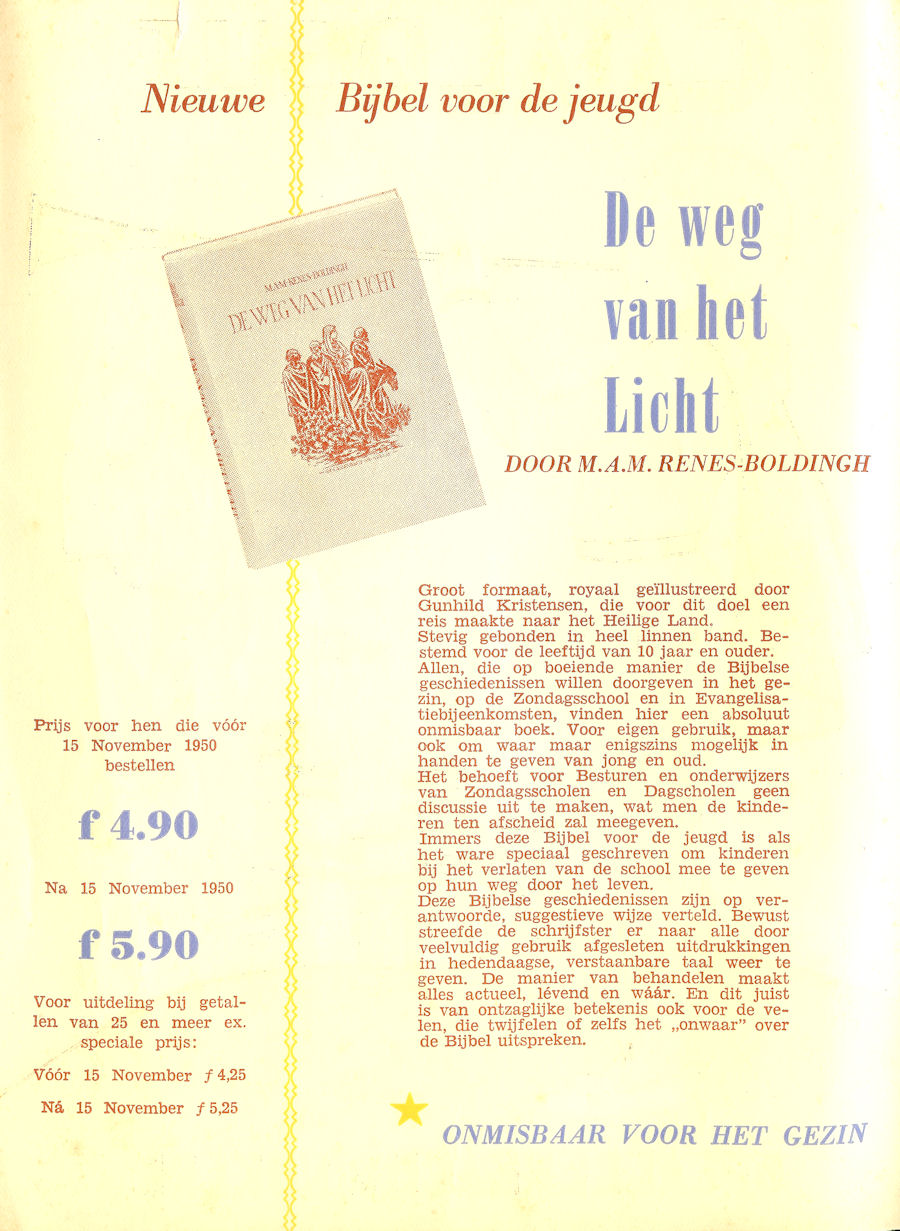 Nieuwe Bijbel voor de jeugd
M.A.M. RENES-BOLDINGH
DE WEG VAN HET LICHT
De weg
van het
Licht
DOOR M.A.M. RENES-BOLDINGH
Groot formaat, royaal geïllustreerd door
Gunhild Kristensen, die voor dit doel een
reis maakte naar het Heilige Land.
Stevig gebonden in heel linnen band. Be-
stemd voor de leeftijd van 10 jaar en ouder.
Allen, die op boeiende manier de Bijbelse
geschiedenissen willen doorgeven in het ge-
zin, op de Zondagsschool en in Evangelisa-
tiebijeenkomsten, vinden hier een absoluut
onmisbaar boek. Voor eigen gebruik, maar
ook om waar maar enigszins mogelijk in
handen te geven van jong en oud.
Het behoeft voor Besturen en onderwijzers
van Zondagsscholen en Dagscholen geen
discussie uit te maken, wat men de kinde-
ren ten afscheid zal meegeven.
Immers deze Bijbel voor de jeugd is als
het ware speciaal geschreven om kinderen
bij het verlaten van de school mee te geven
op hun weg door het leven.
Deze Bijbelse geschiedenissen zijn op ver-
antwoorde, suggestieve wijze verteld. Bewust
streefde de schrijfster er naar alle door
veelvuldig gebruik afgesleten uitdrukkingen
in hedendaagse, verstaanbare taal weer te
geven. De manier van behandelen maakt
alles actueel, lévend en wáár. En dit juist
is van ontzaglijke betekenis ook voor de ve-
len, die twijfelen of zelfs het „onwaar” over
de Bijbel uitspreken.
Prijs voor hen die vóór
15 November 1950
bestellen
f 4.90
Na 15 November 1950
f 5.90
Voor uitdeling bij getal-
len van 25 en meer ex.
speciale prijs:
Vóór 15 November f 4,25
Ná 15 November f 5,25
ONMISBAAR VOOR HET GEZIN